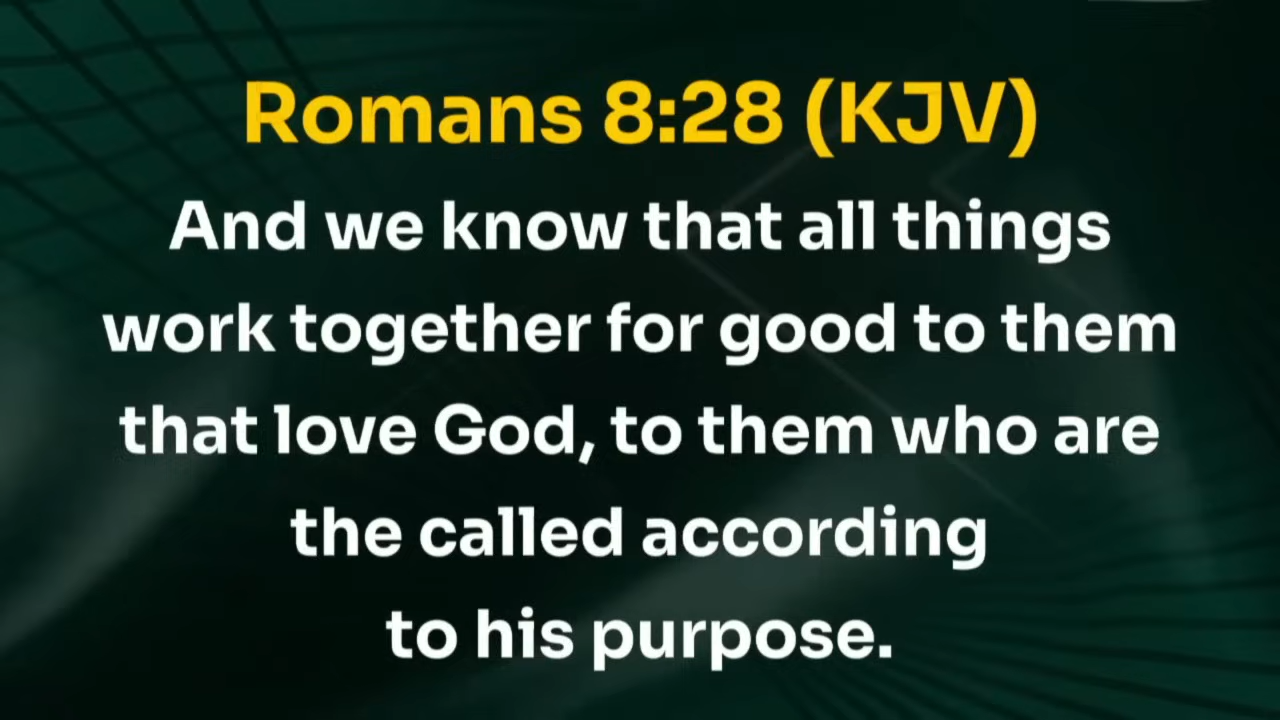 Romans 8:28 (KJV)
And we know that all things
work together for good to them
that love God, to them who are
the called according
to his purpose.